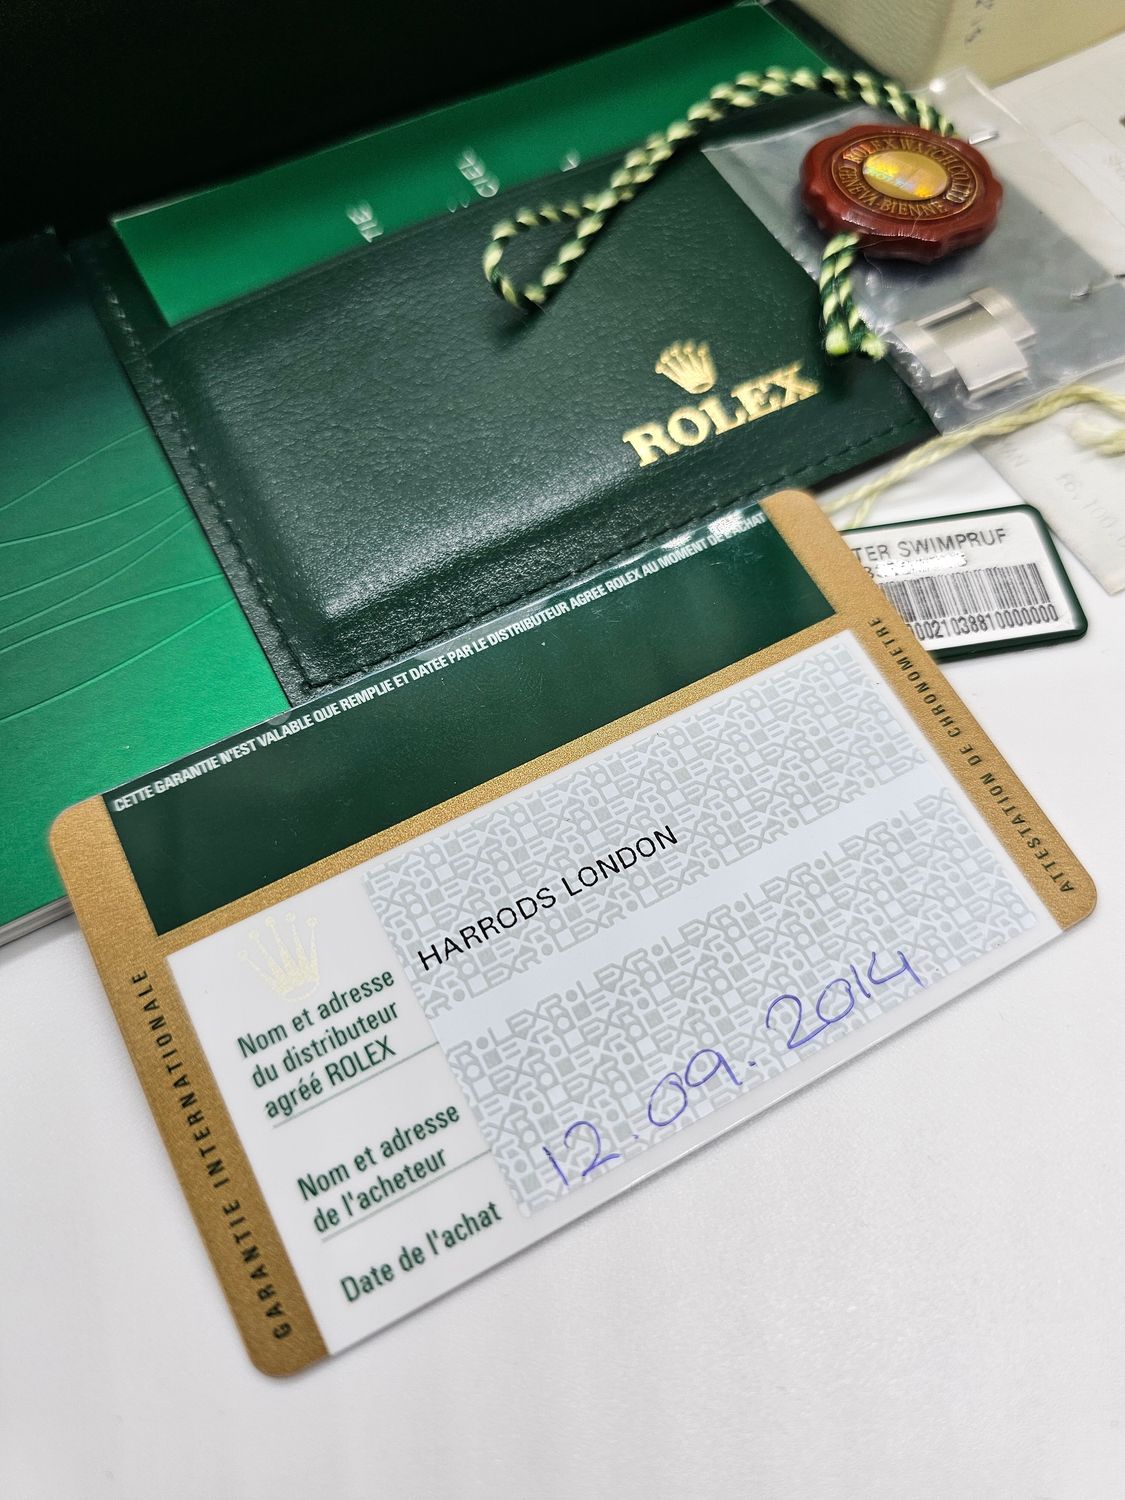 ROLEX WATCH CO LTD
GENEVA.BIENNE
ROLEX
TER SWIMPRUF
0021038810000000
CETTE GARANTIE N'EST VALABLE QUE REMPLIE ET DATEE PAR LE DISTRIBUTEUR AGREE ROLEX AU MOMENT DE L'ACHAT
GARANTIE INTERNATIONALE
ATTESTATION DE CHRONOMETRE
HARRODS LONDON
Nom et adresse
du distributeur
agréé ROLEX
Nom et adresse
de l'acheteur
Date de l'achat
12.09.2014